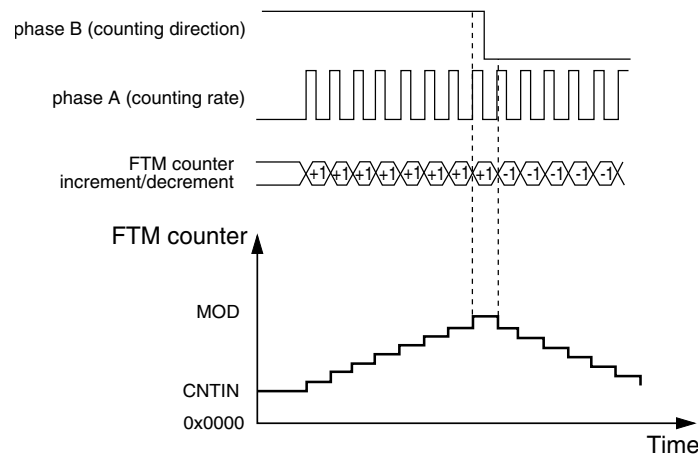 phase B (counting direction)
phase A (counting rate)
FTM counter
increment/decrement
+1 +1 +1 +1 +1 +1 +1 +1 -1 -1 -1 -1 -1
FTM counter
MOD
CNTIN
0x0000
Time